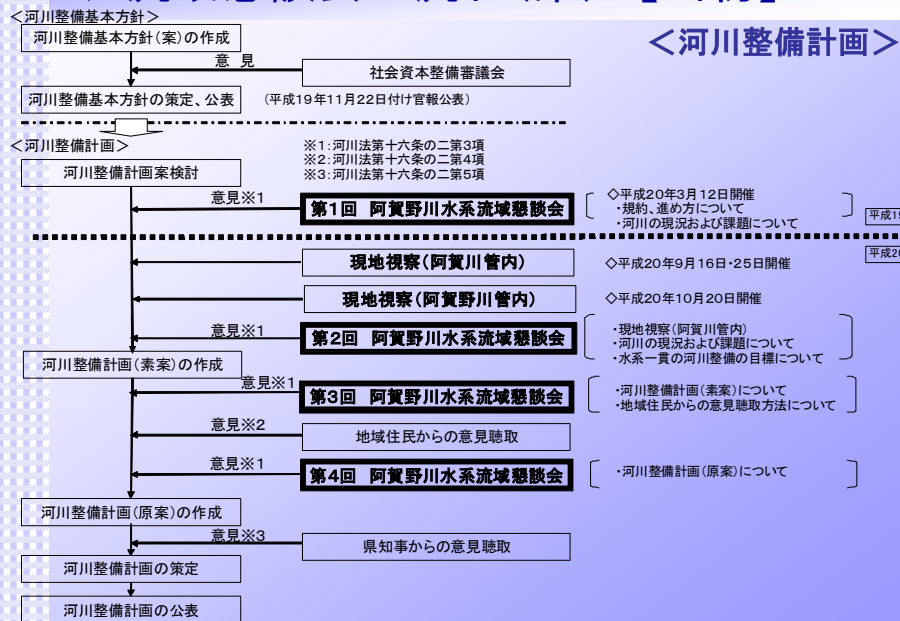 ＜河川整備基本方針＞
＜河川整備計画＞
河川整備基本方針（案）の作成
意 見
社会資本整備審議会
河川整備基本方針の策定、公表
（平成19年11月22日付け官報公表）
＜河川整備計画＞
※1：河川法第十六条の二第3項
※2：河川法第十六条の二第4項
※3：河川法第十六条の二第5項
河川整備計画案検討
意見※1
第1回 阿賀野川水系流域懇談会
◇平成20年3月12日開催
・規約、進め方について
・河川の現況および課題について
平成19
平成20
現地視察（阿賀川管内）
◇平成20年9月16日・25日開催
現地視察（阿賀野川管内）
◇平成20年10月20日開催
意見※1
第2回 阿賀野川水系流域懇談会
・現地視察（阿賀川管内）
・河川の現況および課題について
・水系一貫の河川整備の目標について
河川整備計画（素案）の作成
意見※1
第3回 阿賀野川水系流域懇談会
・河川整備計画（素案）について
・地域住民からの意見聴取方法について
意見※2
地域住民からの意見聴取
意見※1
第4回 阿賀野川水系流域懇談会
・河川整備計画（原案）について
河川整備計画（原案）の作成
意見※3
県知事からの意見聴取
河川整備計画の策定
河川整備計画の公表